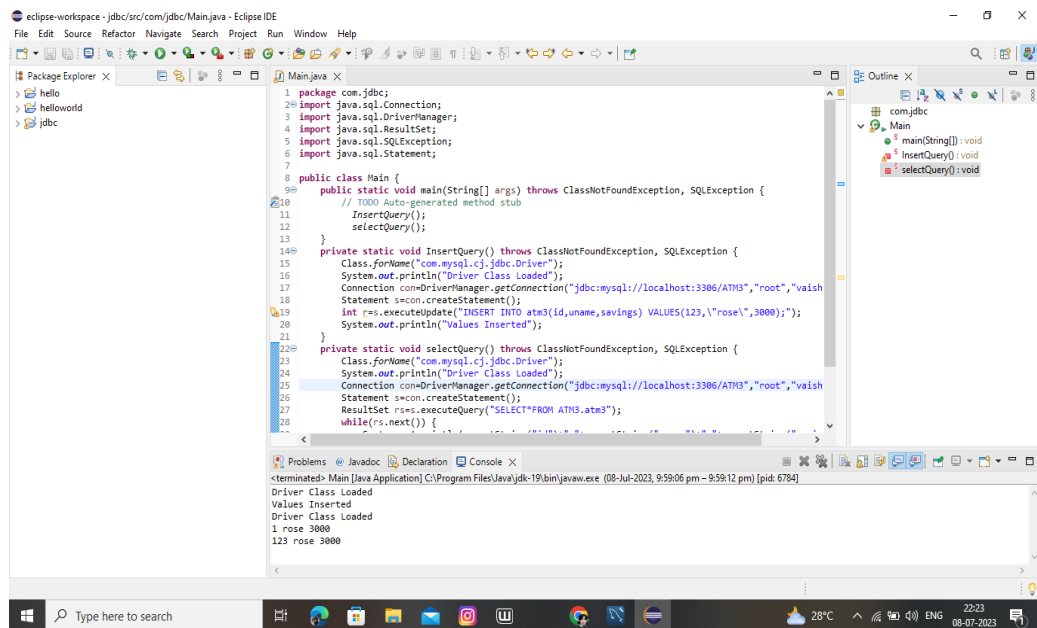 eclipse-workspace - jdbc/src/com/jdbc/Main.java - Eclipse IDE
File Edit Source Refactor Navigate Search Project Run Window Help
Package Explorer
hello
helloworld
jdbc
Main.java
1 package com.jdbc;
2 import java.sql.Connection;
3 import java.sql.DriverManager;
4 import java.sql.ResultSet;
5 import java.sql.SQLException;
6 import java.sql.Statement;
7
8 public class Main {
9 public static void main(String[] args) throws ClassNotFoundException, SQLException {
10 // TODO Auto-generated method stub
11 InsertQuery();
12 selectQuery();
13 }
14 private static void InsertQuery() throws ClassNotFoundException, SQLException {
15 Class.forName("com.mysql.cj.jdbc.Driver");
16 System.out.println("Driver Class Loaded");
17 Connection con=DriverManager.getConnection("jdbc:mysql://localhost:3306/ATM3","root","vaish
18 Statement s=con.createStatement();
19 int r=s.executeUpdate("INSERT INTO atm3(id,uname,savings) VALUES(123,\"rose\",3000);");
20 System.out.println("Values Inserted");
21 }
22 private static void selectQuery() throws ClassNotFoundException, SQLException {
23 Class.forName("com.mysql.cj.jdbc.Driver");
24 System.out.println("Driver Class Loaded");
25 Connection con=DriverManager.getConnection("jdbc:mysql://localhost:3306/ATM3","root","vaish
26 Statement s=con.createStatement();
27 ResultSet rs=s.executeQuery("SELECT*FROM ATM3.atm3");
28 while(rs.next()) {
Outline
com.jdbc
Main
main(String[]) : void
InsertQuery() : void
selectQuery() : void
Problems @ Javadoc Declaration Console
<terminated> Main [Java Application] C:\Program Files\Java\jdk-19\bin\javaw.exe (08-Jul-2023, 9:59:06 pm – 9:59:12 pm) [pid: 6784]
Driver Class Loaded
Values Inserted
Driver Class Loaded
1 rose 3000
123 rose 3000
Type here to search
28°C
ENG
22:23
08-07-2023